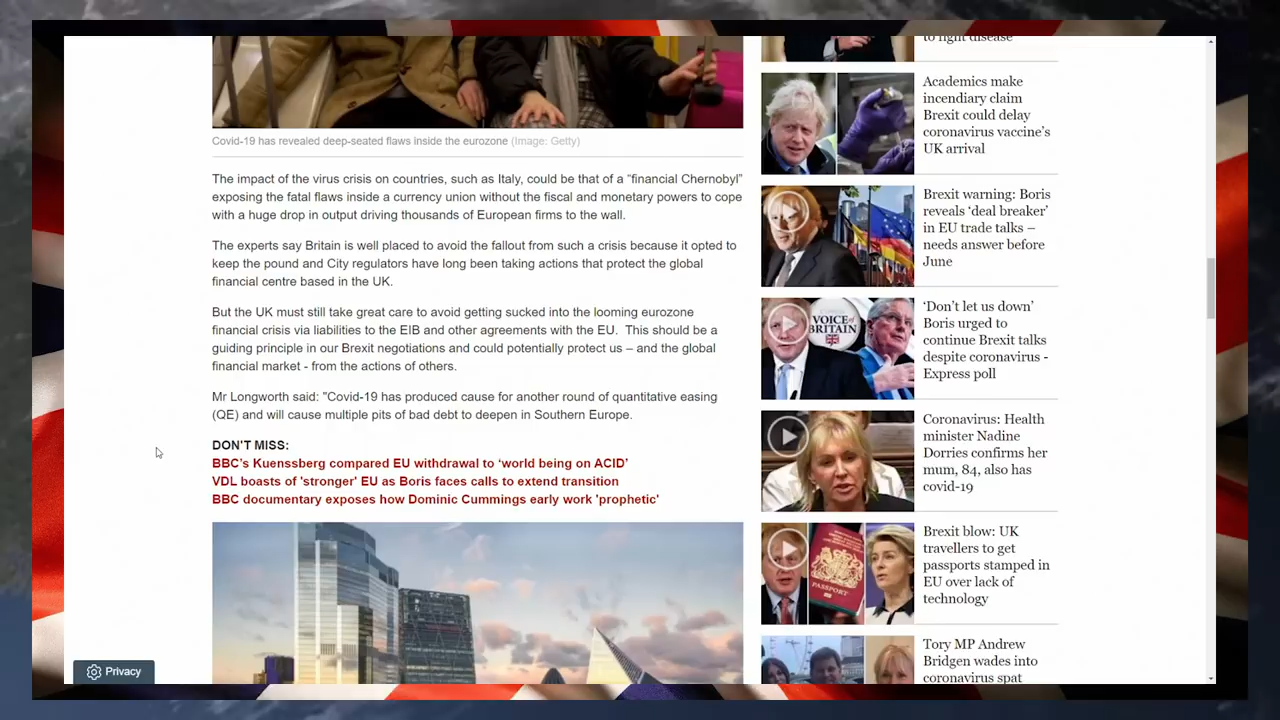 Covid-19 has revealed deep-seated flaws inside the eurozone (Image: Getty)
The impact of the virus crisis on countries, such as Italy, could be that of a "financial Chernobyl"
exposing the fatal flaws inside a currency union without the fiscal and monetary powers to cope
with a huge drop in output driving thousands of European firms to the wall.
The experts say Britain is well placed to avoid the fallout from such a crisis because it opted to
keep the pound and City regulators have long been taking actions that protect the global
financial centre based in the UK.
But the UK must still take great care to avoid getting sucked into the looming eurozone
financial crisis via liabilities to the EIB and other agreements with the EU.  This should be a
guiding principle in our Brexit negotiations and could potentially protect us – and the global
financial market - from the actions of others.
Mr Longworth said: "Covid-19 has produced cause for another round of quantitative easing
(QE) and will cause multiple pits of bad debt to deepen in Southern Europe.
DON'T MISS:
BBC's Kuenssberg compared EU withdrawal to 'world being on ACID'
VDL boasts of 'stronger' EU as Boris faces calls to extend transition
BBC documentary exposes how Dominic Cummings early work 'prophetic'
Privacy
to fight disease
Academics make
incendiary claim
Brexit could delay
coronavirus vaccine's
UK arrival
Brexit warning: Boris
reveals 'deal breaker'
in EU trade talks –
needs answer before
June
VOICE of
BRITAIN
'Don't let us down'
Boris urged to
continue Brexit talks
despite coronavirus -
Express poll
Coronavirus: Health
minister Nadine
Dorries confirms her
mum, 84, also has
covid-19
PASSPORT
Brexit blow: UK
travellers to get
passports stamped in
EU over lack of
technology
Tory MP Andrew
Bridgen wades into
coronavirus spat